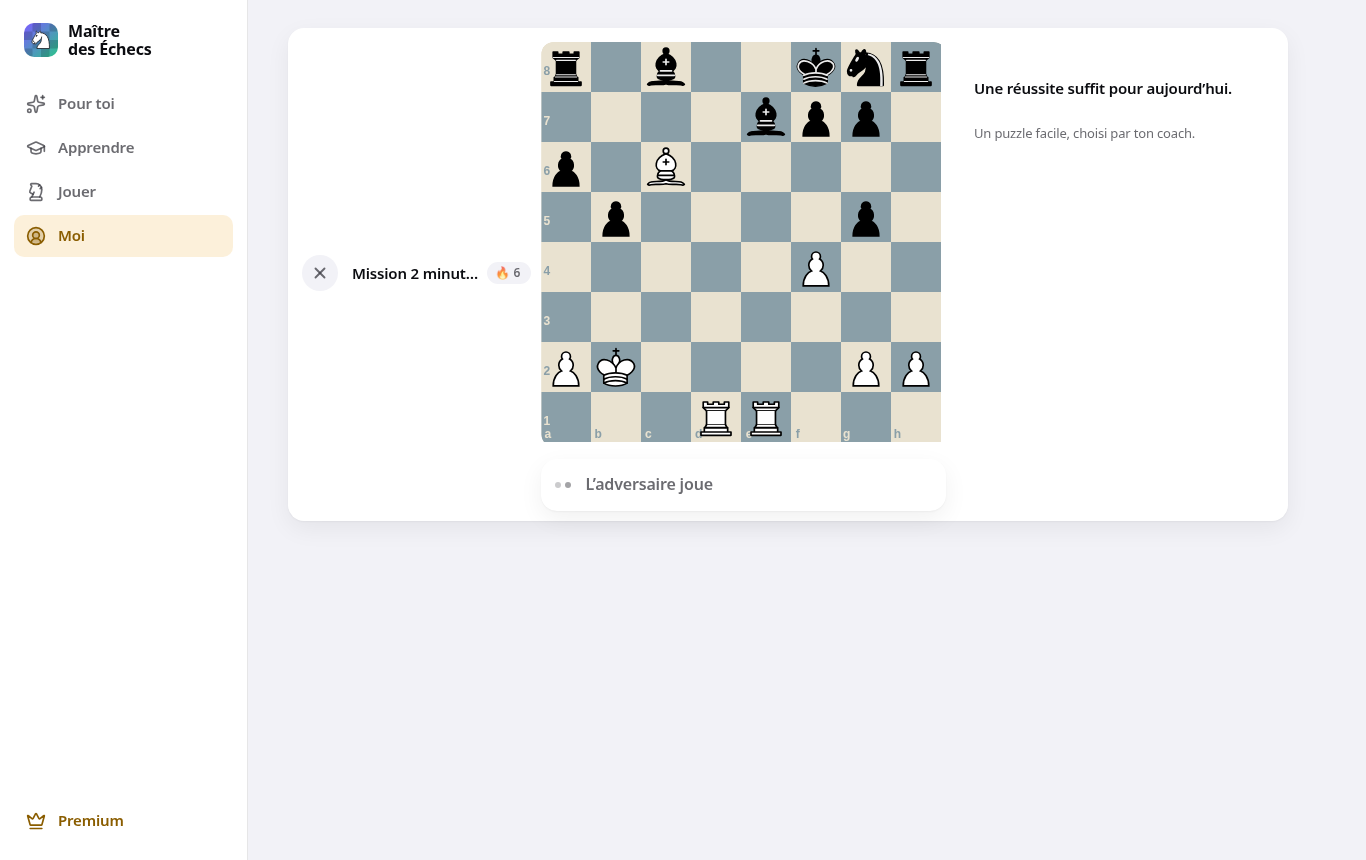 Maître
des Échecs
Pour toi
Apprendre
Jouer
Moi
Premium
Mission 2 minut...
🔥 6
8
7
6
5
4
3
2
1
a
b
c
d
e
f
g
h
L’adversaire joue
Une réussite suffit pour aujourd’hui.
Un puzzle facile, choisi par ton coach.